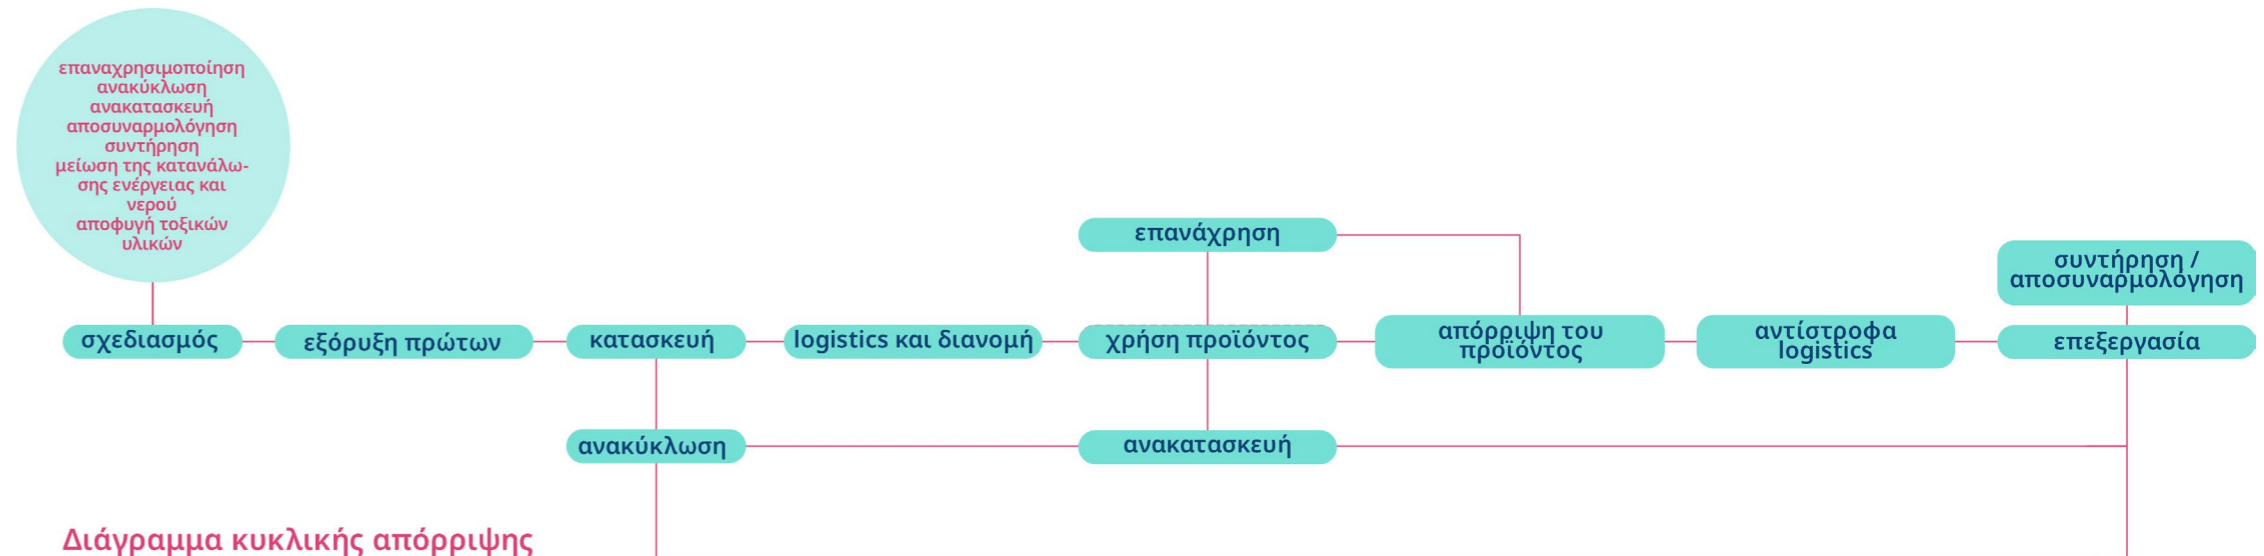 επαναχρησιμοποίηση
ανακύκλωση
ανακατασκευή
αποσυναρμολόγηση
συντήρηση
μείωση της κατανάλω-
σης ενέργειας και
νερού
αποφυγή τοξικών
υλικών
επανάχρηση
συντήρηση /
αποσυναρμολόγηση
σχεδιασμός
εξόρυξη πρώτων
κατασκευή
logistics και διανομή
χρήση προϊόντος
απόρριψη του
προϊόντος
αντίστροφα
logistics
επεξεργασία
ανακύκλωση
ανακατασκευή
Διάγραμμα κυκλικής απόρριψης